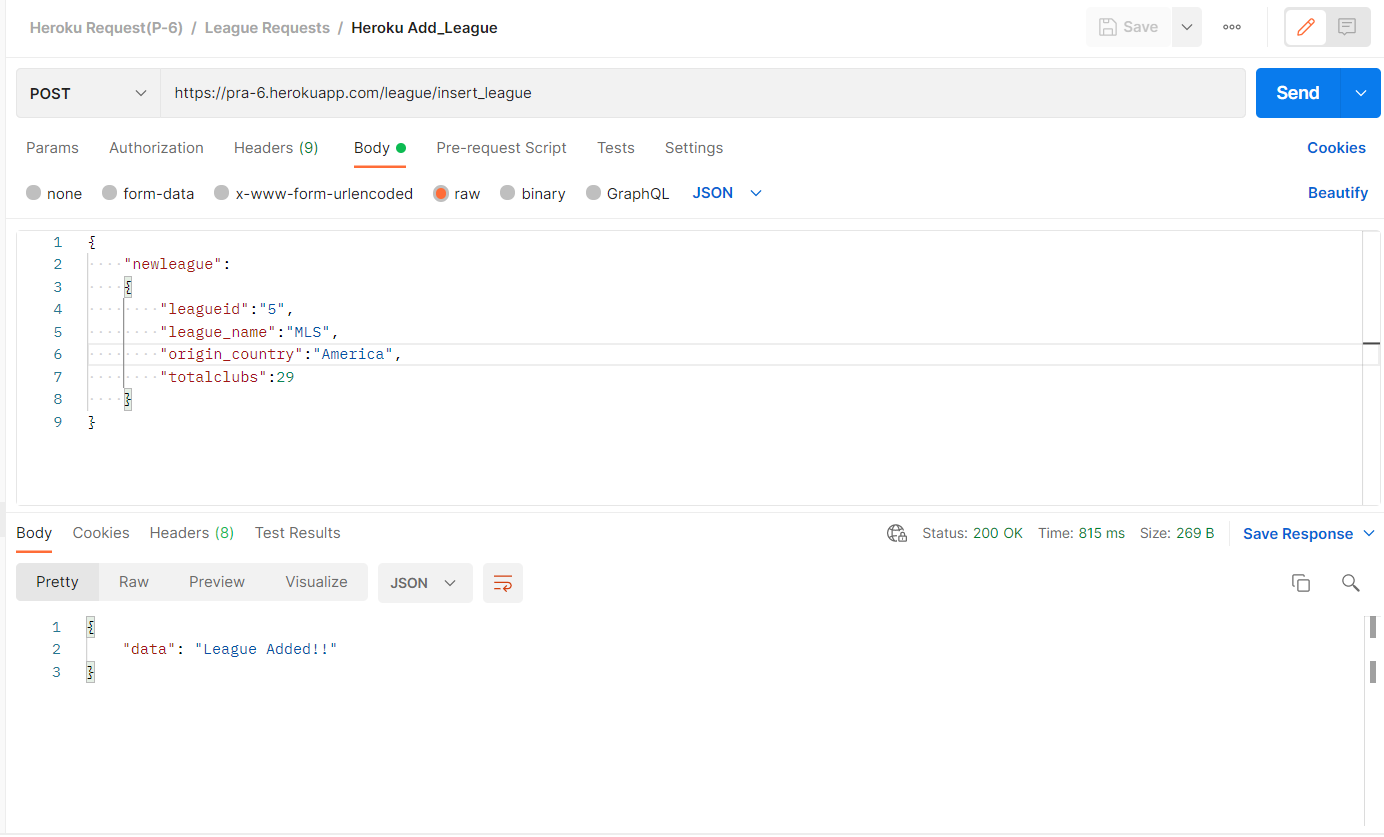 Heroku Request(P-6) / League Requests / Heroku Add_League
Save
POST
https://pra-6.herokuapp.com/league/insert_league
Send
Params Authorization Headers (9) Body Pre-request Script Tests Settings Cookies
none form-data x-www-form-urlencoded raw binary GraphQL JSON Beautify
1 {
2 "newleague":
3 {
4 "leagueid":"5",
5 "league_name":"MLS",
6 "origin_country":"America",
7 "totalclubs":29
8 }
9 }
Body Cookies Headers (8) Test Results Status: 200 OK Time: 815 ms Size: 269 B Save Response
Pretty Raw Preview Visualize JSON
1 {
2 "data": "League Added!!"
3 }